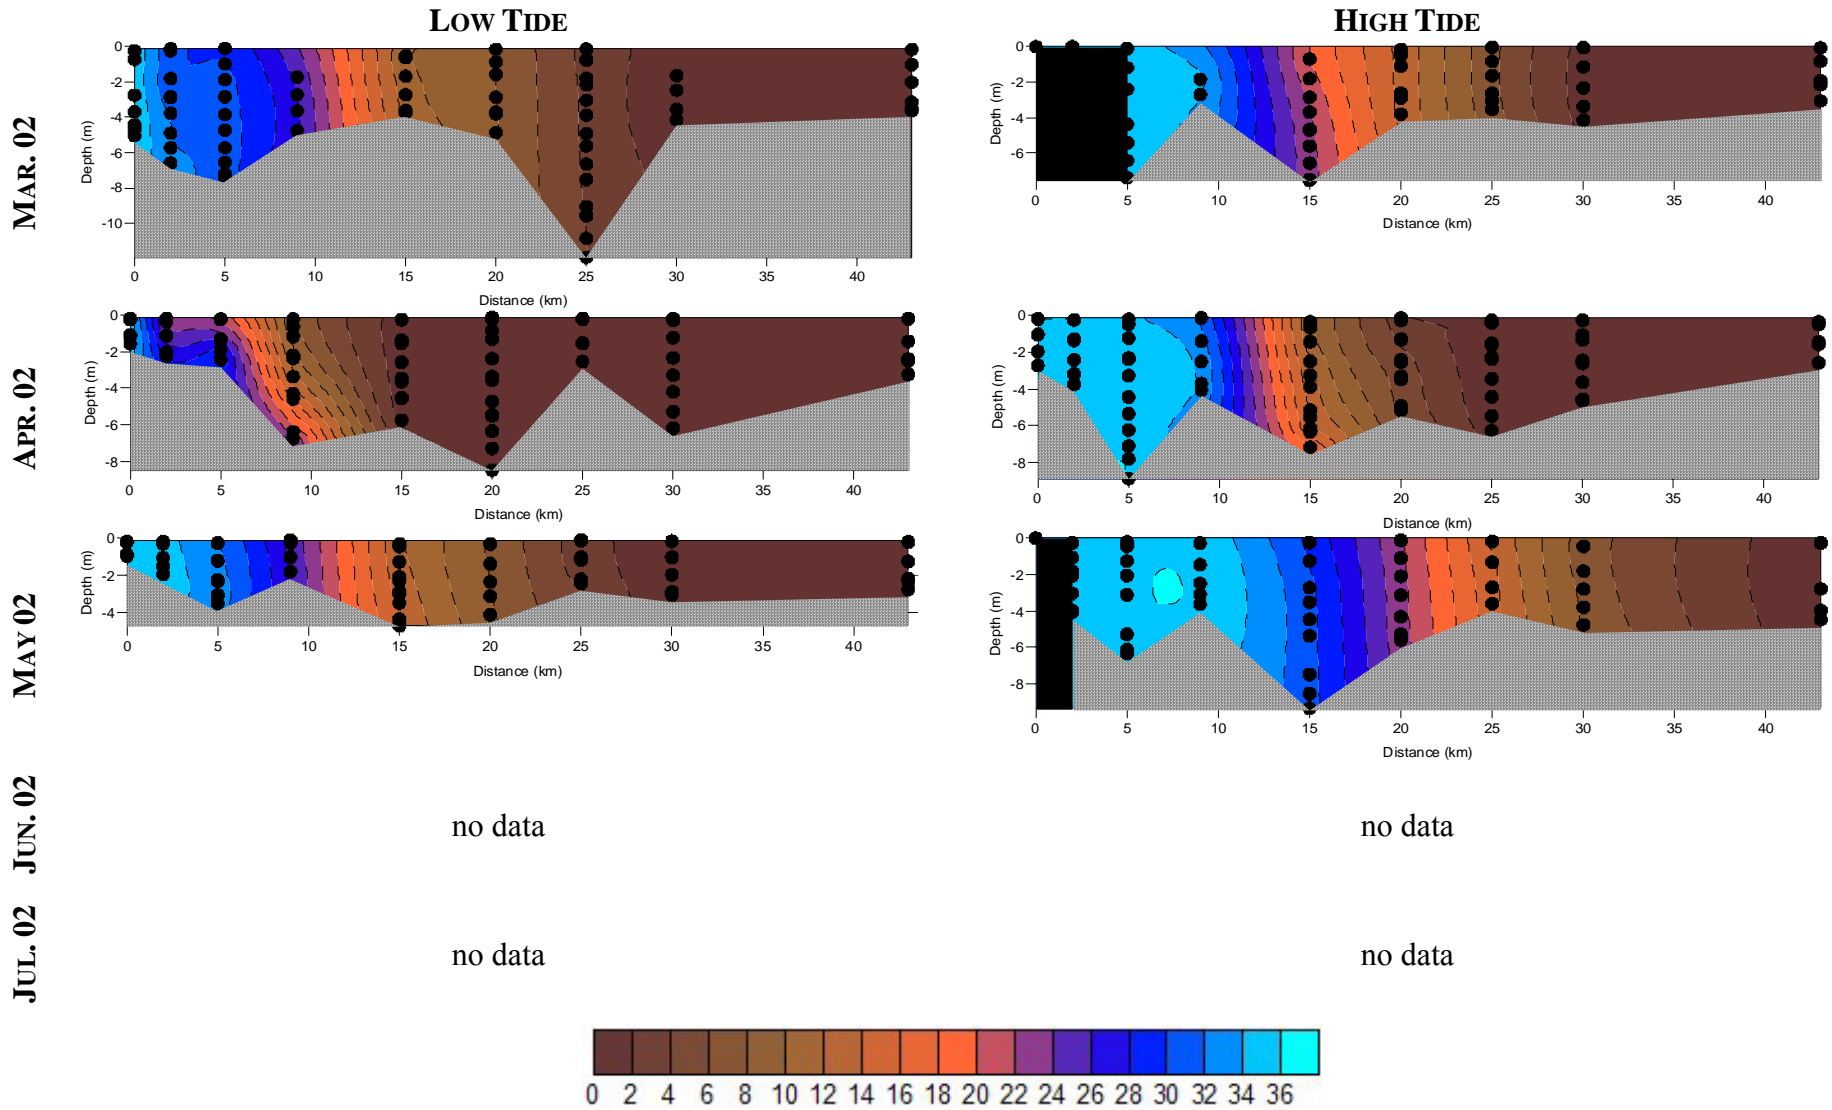 LOW TIDE HIGH TIDE
MAR. 02
Depth (m)
0
-2
-4
-6
-8
-10
0 5 10 15 20 25 30 35 40
Distance (km)
Depth (m)
0
-2
-4
-6
0 5 10 15 20 25 30 35 40
Distance (km)
APR. 02
Depth (m)
0
-2
-4
-6
-8
0 5 10 15 20 25 30 35 40
Distance (km)
Depth (m)
0
-2
-4
-6
-8
0 5 10 15 20 25 30 35 40
Distance (km)
MAY 02
Depth (m)
0
-2
-4
0 5 10 15 20 25 30 35 40
Distance (km)
Depth (m)
0
-2
-4
-6
-8
0 5 10 15 20 25 30 35 40
Distance (km)
JUN. 02
no data no data
JUL. 02
no data no data
0 2 4 6 8 10 12 14 16 18 20 22 24 26 28 30 32 34 36